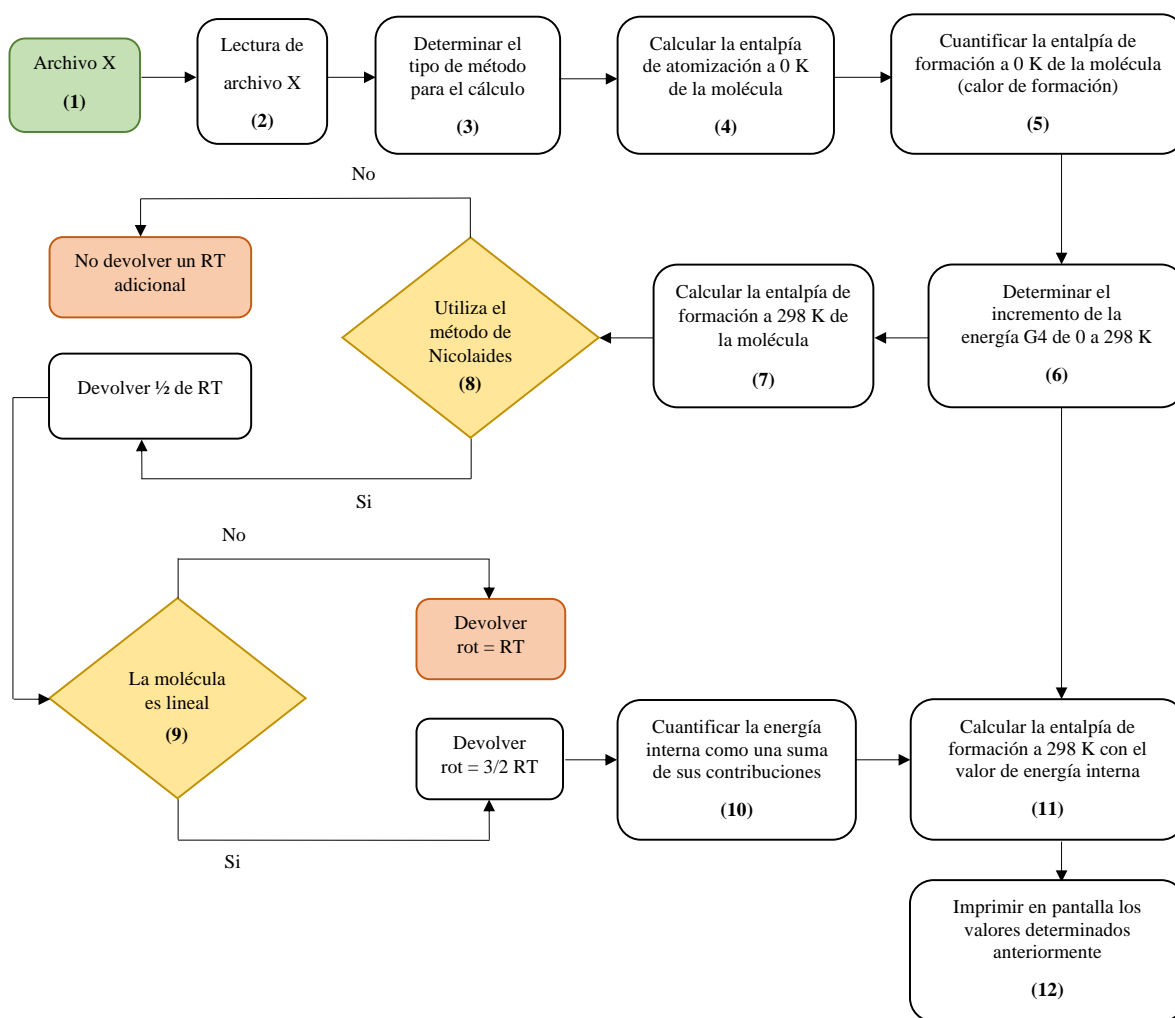 Archivo X
(1)
Lectura de
archivo X
(2)
Determinar el
tipo de método
para el cálculo
(3)
Calcular la entalpía
de atomización a 0 K
de la molécula
(4)
Cuantificar la entalpía de
formación a 0 K de la molécula
(calor de formación)
(5)
No
No devolver un RT
adicional
Utiliza el
método de
Nicolaides
(8)
Calcular la entalpía de
formación a 298 K de
la molécula
(7)
Determinar el
incremento de la
energía G4 de 0 a 298 K
(6)
Devolver ½ de RT
Si
No
Devolver
rot = RT
La molécula
es lineal
(9)
Devolver
rot = 3/2 RT
Si
Cuantificar la energía
interna como una suma
de sus contribuciones
(10)
Calcular la entalpía de
formación a 298 K con el
valor de energía interna
(11)
Imprimir en pantalla los
valores determinados
anteriormente
(12)